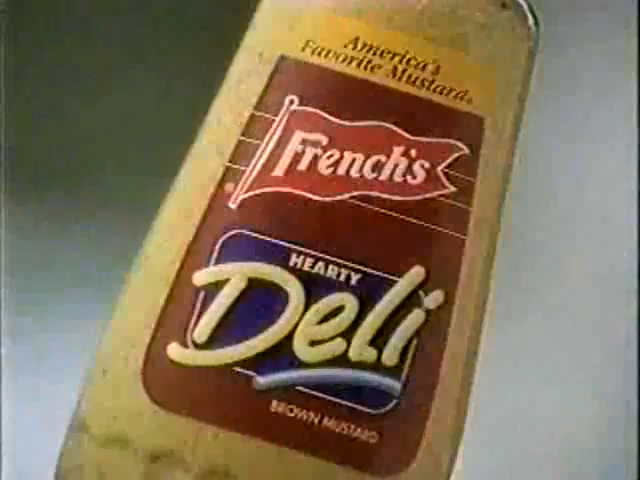 America's
Favorite Mustard®
French's
®
HEARTY
Deli
BROWN MUSTARD